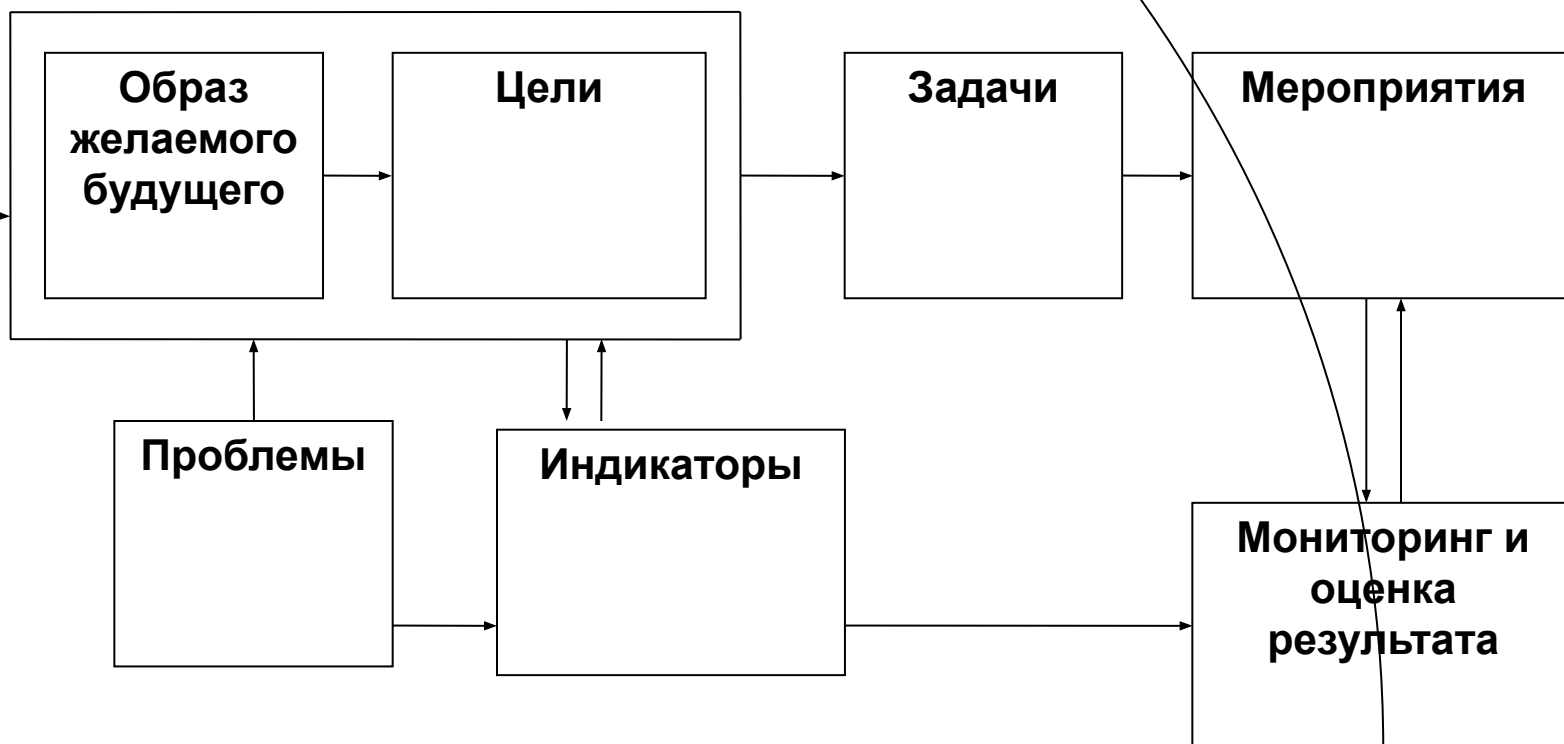 Образ
желаемого
будущего
Цели
Задачи
Мероприятия
Проблемы
Индикаторы
Мониторинг и
оценка
результата